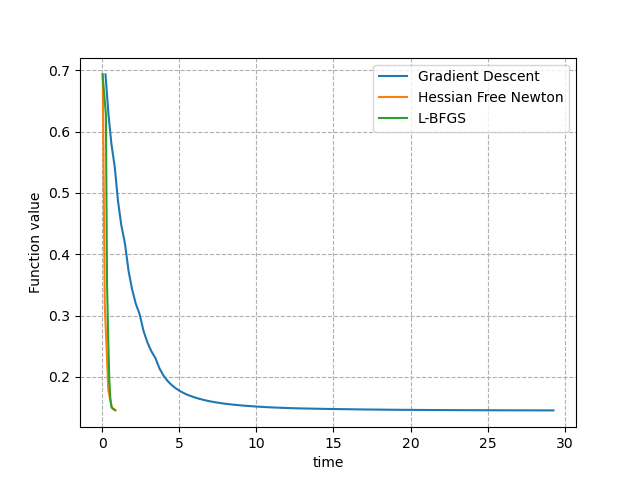 0.7
0.6
0.5
0.4
0.3
0.2
Function value
Gradient Descent
Hessian Free Newton
L-BFGS
0 5 10 15 20 25 30
time